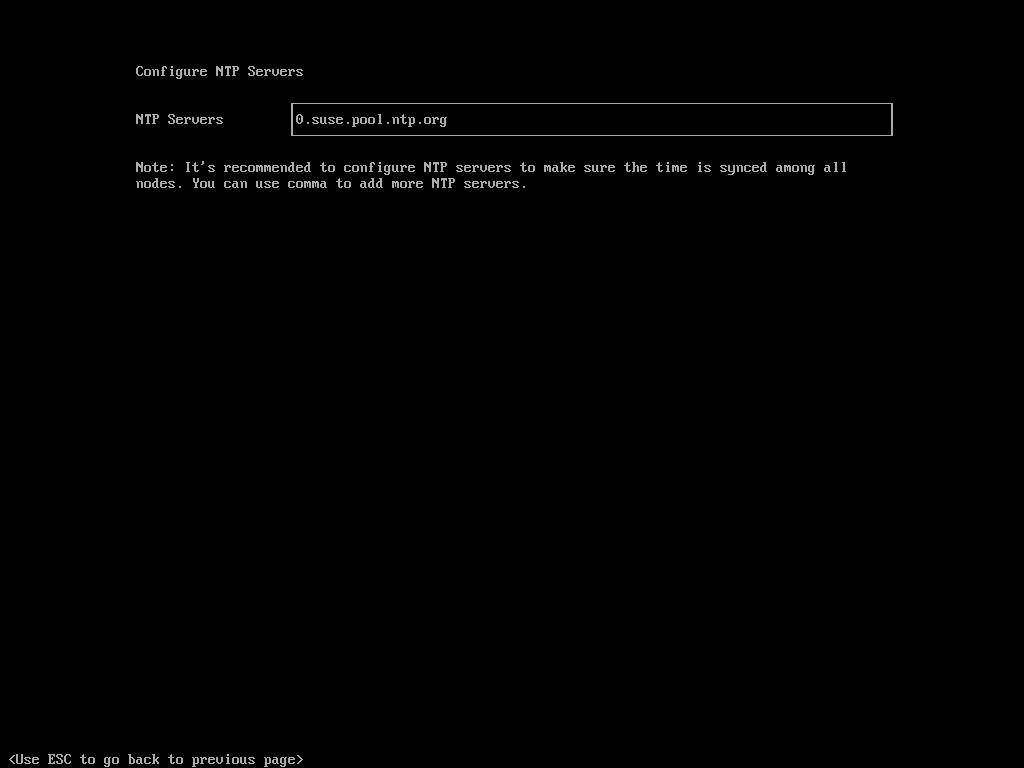 Configure NTP Servers
NTP Servers 0.suse.pool.ntp.org
Note: It's recommended to configure NTP servers to make sure the time is synced among all
nodes. You can use comma to add more NTP servers.
<Use ESC to go back to previous page>